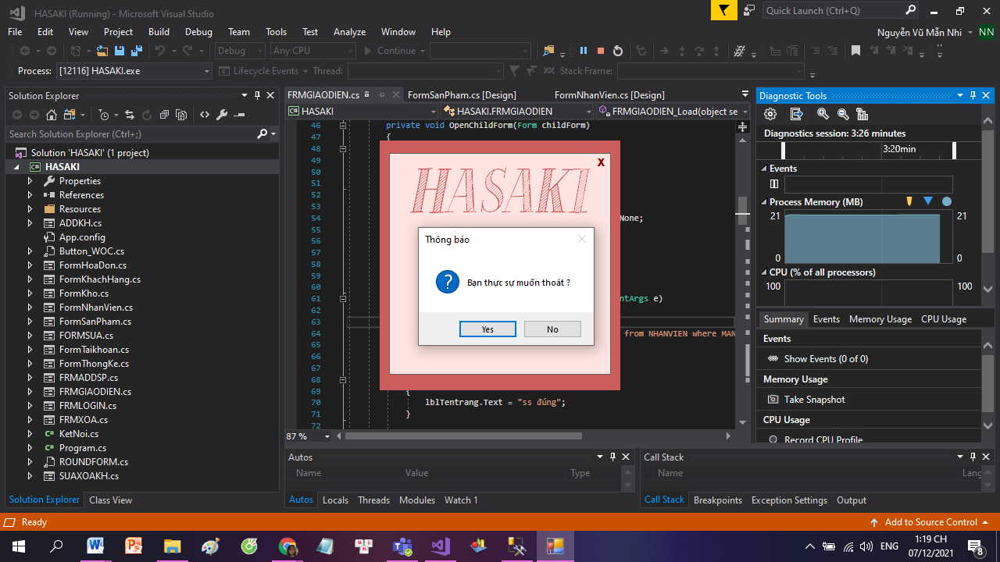 HASAKI (Running) - Microsoft Visual Studio
Quick Launch (Ctrl+Q)
File Edit View Project Build Debug Team Tools Test Analyze Window Help
Nguyễn Vũ Mẫn Nhi NN
Debug Any CPU Continue
Process: [12116] HASAKI.exe Lifecycle Events Thread: Stack Frame:
Solution Explorer
Search Solution Explorer (Ctrl+;)
Solution 'HASAKI' (1 project)
C# HASAKI
Properties
References
Resources
ADDKH.cs
App.config
Button_WOC.cs
FormHoaDon.cs
FormKhachHang.cs
FormKho.cs
FormNhanVien.cs
FormSanPham.cs
FORMSUA.cs
FormTaikhoan.cs
FormThongKe.cs
FRMADDSP.cs
FRMGIAODIEN.cs
FRMLOGIN.cs
FRMXOA.cs
C# KetNoi.cs
C# Program.cs
ROUNDFORM.cs
SUAXOAKH.cs
Solution Explorer Class View
FRMGIAODIEN.cs FormSanPham.cs [Design] FormNhanVien.cs [Design]
C# HASAKI HASAKI.FRMGIAODIEN FRMGIAODIEN_Load(object se
46 private void OpenChildForm(Form childForm)
47 {
48
49
50
51
52
53
54 None;
55
56
57
58
59
60
61 ntArgs e)
62
63
64 from NHANVIEN where MAN
65
66
67
68
69 {
70 lblTentrang.Text = "ss đúng";
71 }
72
87 %
X
HASAKI
Thông báo
Bạn thực sự muốn thoát ?
Yes No
Diagnostic Tools
Diagnostics session: 3:26 minutes
3:20min
Events
Process Memory (MB)
21 21
0 0
CPU (% of all processors)
100 100
Summary Events Memory Usage CPU Usage
Events
Show Events (0 of 0)
Memory Usage
Take Snapshot
CPU Usage
Record CPU Profile
Autos
Name Value Type
Autos Locals Threads Modules Watch 1
Call Stack
Name Lang
Call Stack Breakpoints Exception Settings Output
Ready
Add to Source Control
ENG
1:19 CH
07/12/2021
8